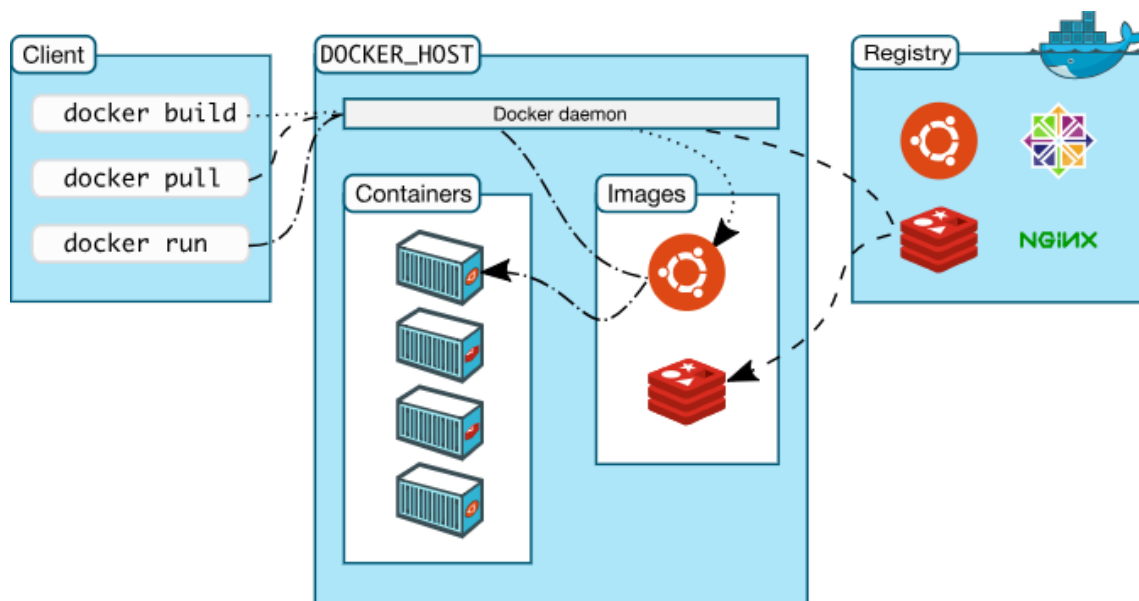 Client
docker build
docker pull
docker run
DOCKER_HOST
Docker daemon
Containers
Images
Registry
NGINX